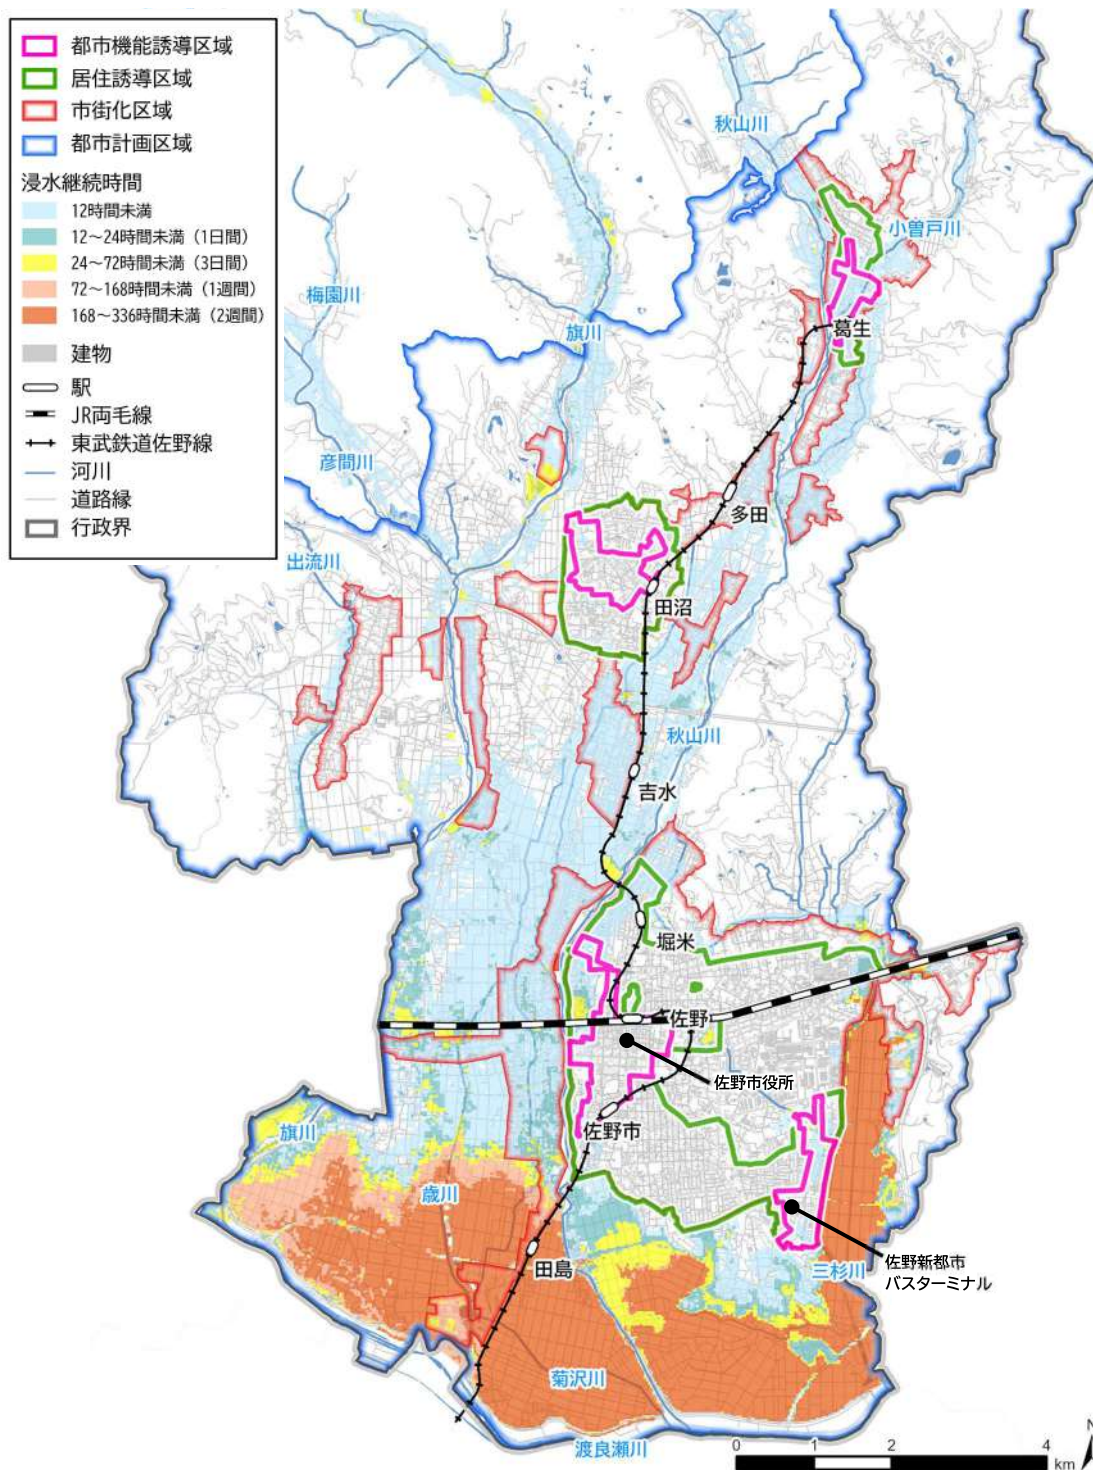 都市機能誘導区域
居住誘導区域
市街化区域
都市計画区域
浸水継続時間
12時間未満
12～24時間未満（1日間）
24～72時間未満（3日間）
72～168時間未満（1週間）
168～336時間未満（2週間）
建物
駅
JR両毛線
東武鉄道佐野線
河川
道路縁
行政界
秋山川
小曽戸川
梅園川
旗川
葛生
彦間川
多田
出流川
田沼
秋山川
吉水
堀米
佐野
佐野市役所
佐野市
旗川
歳川
田島
三杉川
佐野新都市
バスターミナル
菊沢川
渡良瀬川
N
0 1 2 4
km